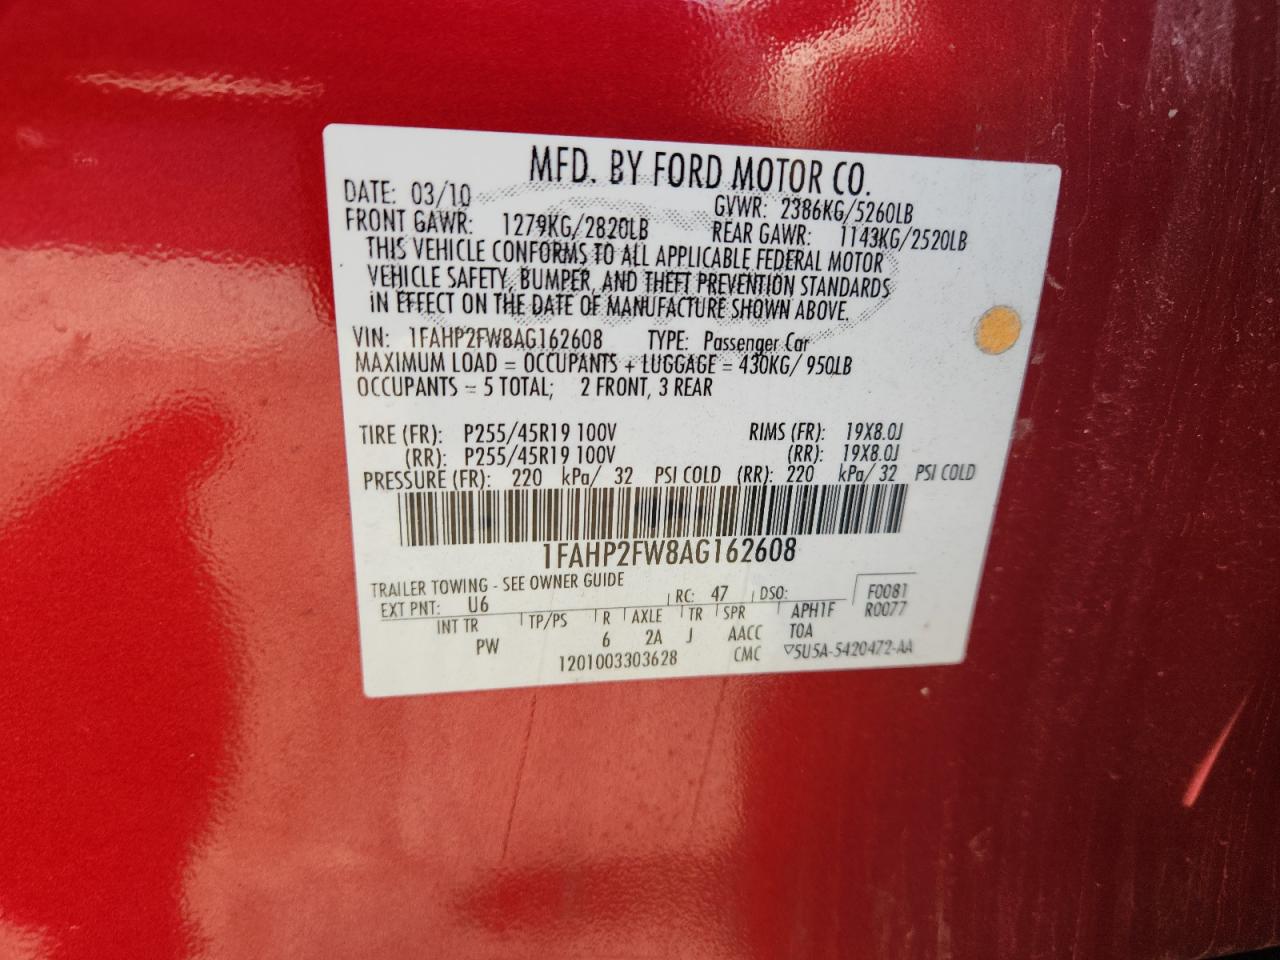 MFD. BY FORD MOTOR CO.
DATE: 03/10 GVWR: 2386KG/5260LB
FRONT GAWR: 1279KG/2820LB REAR GAWR: 1143KG/2520LB
THIS VEHICLE CONFORMS TO ALL APPLICABLE FEDERAL MOTOR
VEHICLE SAFETY, BUMPER, AND THEFT PREVENTION STANDARDS
IN EFFECT ON THE DATE OF MANUFACTURE SHOWN ABOVE.
VIN: 1FAHP2FW8AG162608 TYPE: Passenger Car
MAXIMUM LOAD = OCCUPANTS + LUGGAGE = 430KG/ 950LB
OCCUPANTS = 5 TOTAL; 2 FRONT, 3 REAR
TIRE (FR): P255/45R19 100V RIMS (FR): 19X8.0J
(RR): P255/45R19 100V (RR): 19X8.0J
PRESSURE (FR): 220 kPa/ 32 PSI COLD (RR): 220 kPa/ 32 PSI COLD
1FAHP2FW8AG162608
TRAILER TOWING - SEE OWNER GUIDE
EXT PNT: U6 RC: 47 DSO: F0081
R0077
INT TR TP/PS R AXLE TR SPR APH1F
PW 6 2A J AACC TOA
1201003303628 CMC 5U5A-5420472-AA